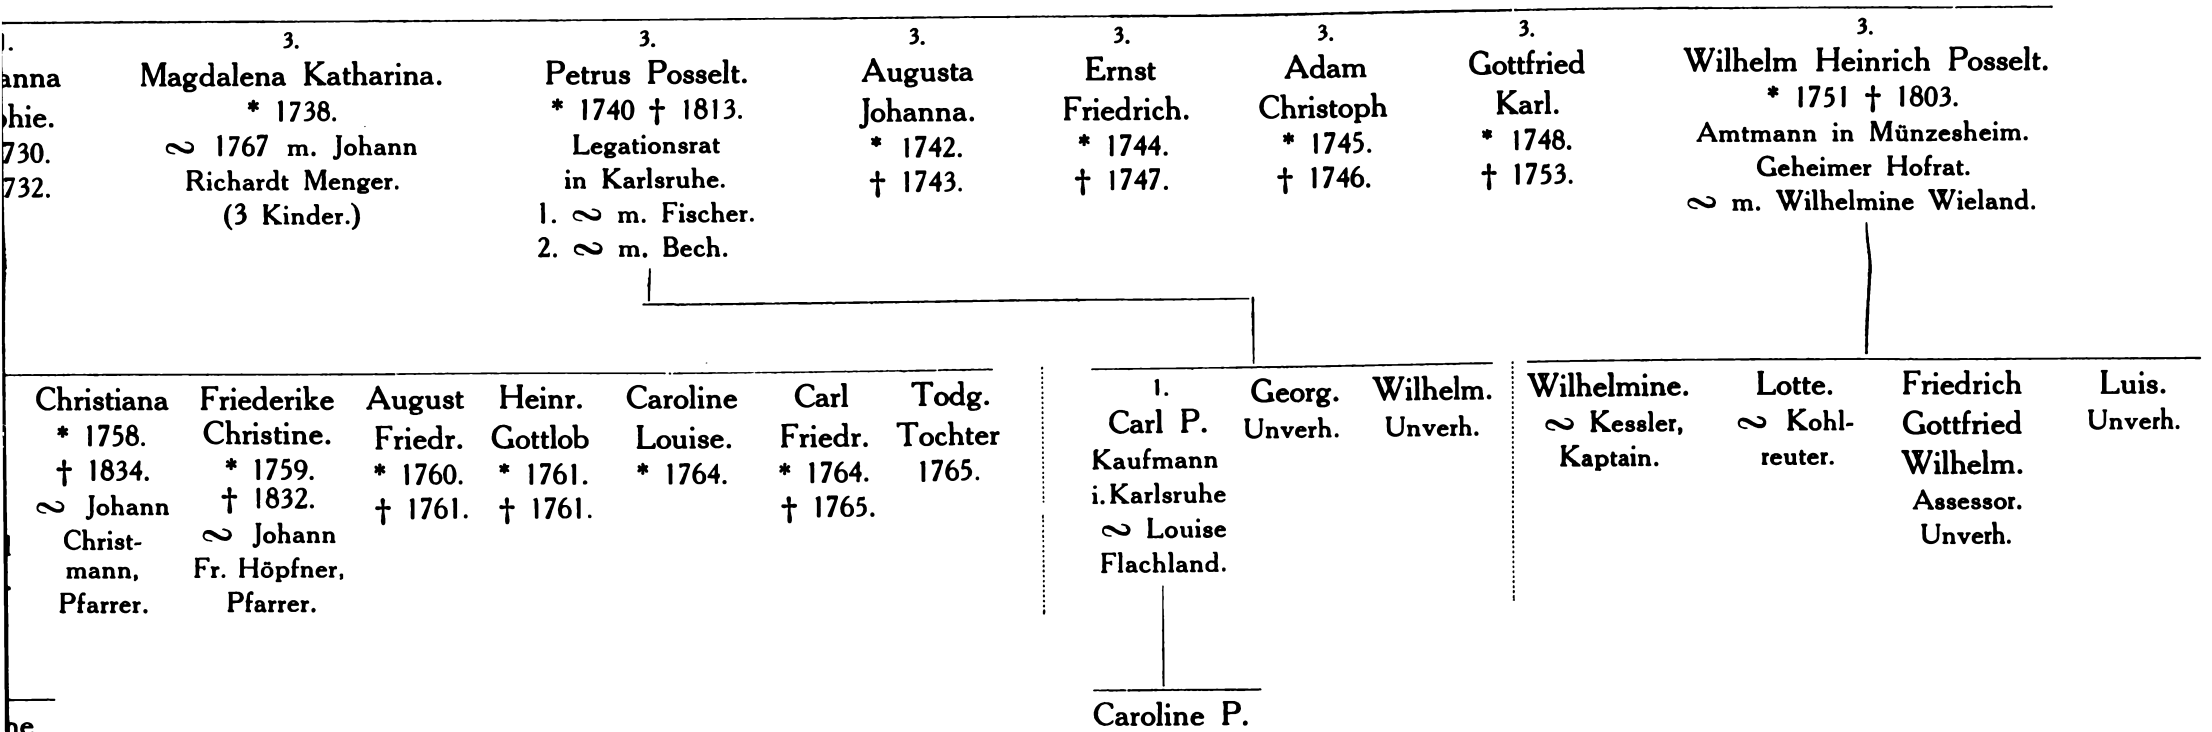 3.
Magdalena Katharina.
* 1738.
∾ 1767 m. Johann
Richardt Menger.
(3 Kinder.)
3.
Petrus Posselt.
* 1740 † 1813.
Legationsrat
in Karlsruhe.
1. ∾ m. Fischer.
2. ∾ m. Bech.
3.
Augusta
Johanna.
* 1742.
† 1743.
3.
Ernst
Friedrich.
* 1744.
† 1747.
3.
Adam
Christoph
* 1745.
† 1746.
3.
Gottfried
Karl.
* 1748.
† 1753.
3.
Wilhelm Heinrich Posselt.
* 1751 † 1803.
Amtmann in Münzesheim.
Geheimer Hofrat.
∾ m. Wilhelmine Wieland.
Christiana
* 1758.
† 1834.
∾ Johann
Christ-
mann,
Pfarrer.
Friederike
Christine.
* 1759.
† 1832.
∾ Johann
Fr. Höpfner,
Pfarrer.
August
Friedr.
* 1760.
† 1761.
Heinr.
Gottlob
* 1761.
† 1761.
Caroline
Louise.
* 1764.
Carl
Friedr.
* 1764.
† 1765.
Todg.
Tochter
1765.
1.
Carl P.
Kaufmann
i. Karlsruhe
∾ Louise
Flachland.
Georg.
Unverh.
Wilhelm.
Unverh.
Wilhelmine.
∾ Kessler,
Kaptain.
Lotte.
∾ Kohl-
reuter.
Friedrich
Gottfried
Wilhelm.
Assessor.
Unverh.
Luis.
Unverh.
Caroline P.